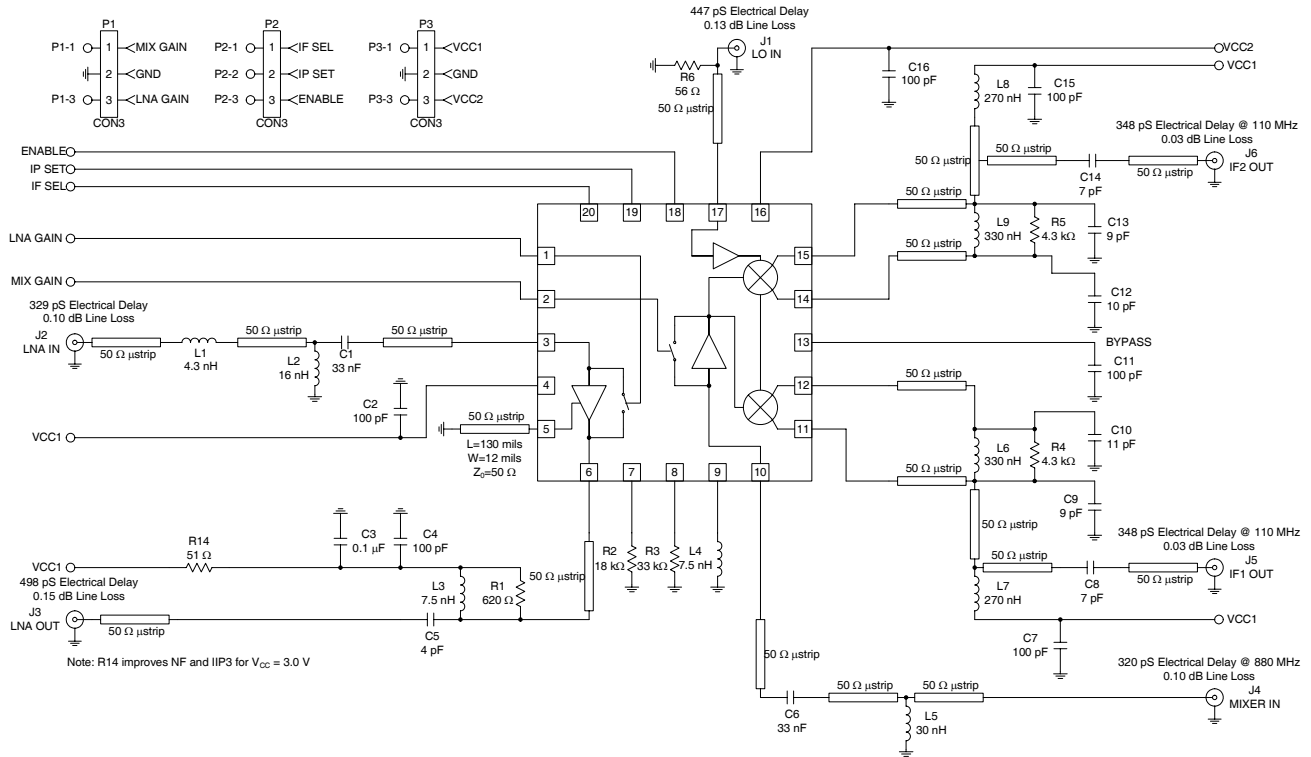 447 pS Electrical Delay
0.13 dB Line Loss
J1
LO IN
R6
56 Ω
50 Ω μstrip
P1
P1-1
1
MIX GAIN
2
GND
P1-3
3
LNA GAIN
CON3
P2
P2-1
1
IF SEL
P2-2
2
IP SET
P2-3
3
ENABLE
CON3
P3
P3-1
1
VCC1
2
GND
P3-3
3
VCC2
CON3
C16
100 pF
VCC2
VCC1
L8
270 nH
C15
100 pF
348 pS Electrical Delay @ 110 MHz
0.03 dB Line Loss
J6
IF2 OUT
50 Ω μstrip
50 Ω μstrip
C14
7 pF
50 Ω μstrip
ENABLE
IP SET
IF SEL
20
19
18
17
16
50 Ω μstrip
L9
330 nH
R5
4.3 kΩ
C13
9 pF
50 Ω μstrip
C12
10 pF
LNA GAIN
MIX GAIN
1
2
3
4
5
15
14
13
12
11
BYPASS
C11
100 pF
329 pS Electrical Delay
0.10 dB Line Loss
J2
LNA IN
50 Ω μstrip
L1
4.3 nH
50 Ω μstrip
L2
16 nH
C1
33 nF
50 Ω μstrip
C2
100 pF
VCC1
50 Ω μstrip
L=130 mils
W=12 mils
Z0=50 Ω
6
7
8
9
10
50 Ω μstrip
L6
330 nH
R4
4.3 kΩ
C10
11 pF
50 Ω μstrip
C9
9 pF
R14
51 Ω
VCC1
C3
0.1 μF
C4
100 pF
L3
7.5 nH
R1
620 Ω
50 Ω μstrip
R2
18 kΩ
R3
33 kΩ
L4
7.5 nH
498 pS Electrical Delay
0.15 dB Line Loss
J3
LNA OUT
50 Ω μstrip
C5
4 pF
Note: R14 improves NF and IIP3 for VCC = 3.0 V
50 Ω μstrip
348 pS Electrical Delay @ 110 MHz
0.03 dB Line Loss
J5
IF1 OUT
50 Ω μstrip
C8
7 pF
50 Ω μstrip
L7
270 nH
VCC1
C7
100 pF
50 Ω μstrip
320 pS Electrical Delay @ 880 MHz
0.10 dB Line Loss
J4
MIXER IN
C6
33 nF
50 Ω μstrip
50 Ω μstrip
L5
30 nH